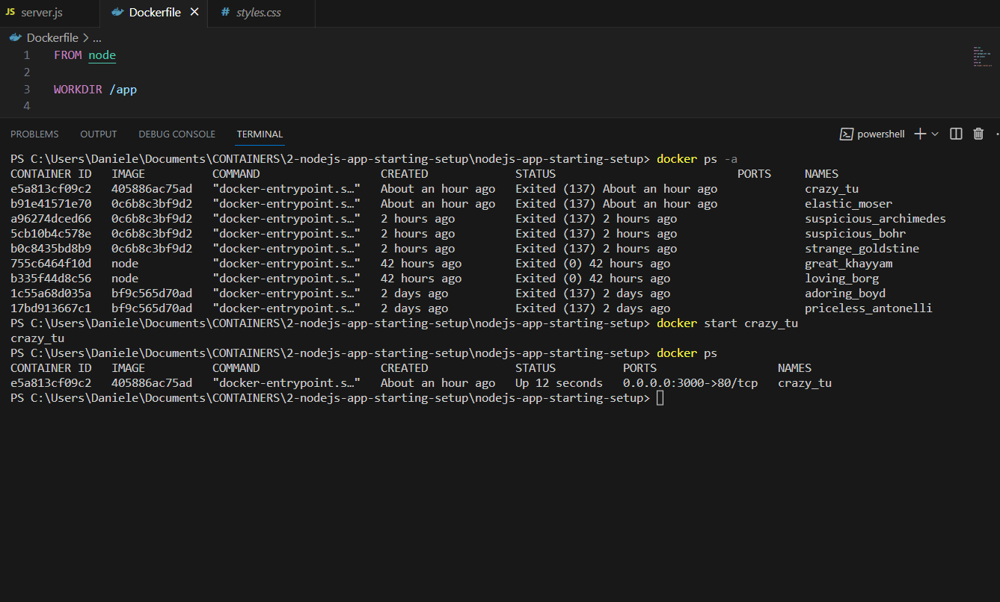 JS server.js Dockerfile × # styles.css
Dockerfile > ...
1 FROM node
2
3 WORKDIR /app
4
PROBLEMS OUTPUT DEBUG CONSOLE TERMINAL powershell
PS C:\Users\Daniele\Documents\CONTAINERS\2-nodejs-app-starting-setup\nodejs-app-starting-setup> docker ps -a
CONTAINER ID IMAGE COMMAND CREATED STATUS PORTS NAMES
e5a813cf09c2 405886ac75ad "docker-entrypoint.s…" About an hour ago Exited (137) About an hour ago crazy_tu
b91e41571e70 0c6b8c3bf9d2 "docker-entrypoint.s…" About an hour ago Exited (137) About an hour ago elastic_moser
a96274dced66 0c6b8c3bf9d2 "docker-entrypoint.s…" 2 hours ago Exited (137) 2 hours ago suspicious_archimedes
5cb10b4c578e 0c6b8c3bf9d2 "docker-entrypoint.s…" 2 hours ago Exited (137) 2 hours ago suspicious_bohr
b0c8435bd8b9 0c6b8c3bf9d2 "docker-entrypoint.s…" 2 hours ago Exited (137) 2 hours ago strange_goldstine
755c6464f10d node "docker-entrypoint.s…" 42 hours ago Exited (0) 42 hours ago great_khayyam
b335f44d8c56 node "docker-entrypoint.s…" 42 hours ago Exited (0) 42 hours ago loving_borg
1c55a68d035a bf9c565d70ad "docker-entrypoint.s…" 2 days ago Exited (137) 2 days ago adoring_boyd
17bd913667c1 bf9c565d70ad "docker-entrypoint.s…" 2 days ago Exited (137) 2 days ago priceless_antonelli
PS C:\Users\Daniele\Documents\CONTAINERS\2-nodejs-app-starting-setup\nodejs-app-starting-setup> docker start crazy_tu
crazy_tu
PS C:\Users\Daniele\Documents\CONTAINERS\2-nodejs-app-starting-setup\nodejs-app-starting-setup> docker ps
CONTAINER ID IMAGE COMMAND CREATED STATUS PORTS NAMES
e5a813cf09c2 405886ac75ad "docker-entrypoint.s…" About an hour ago Up 12 seconds 0.0.0.0:3000->80/tcp crazy_tu
PS C:\Users\Daniele\Documents\CONTAINERS\2-nodejs-app-starting-setup\nodejs-app-starting-setup>